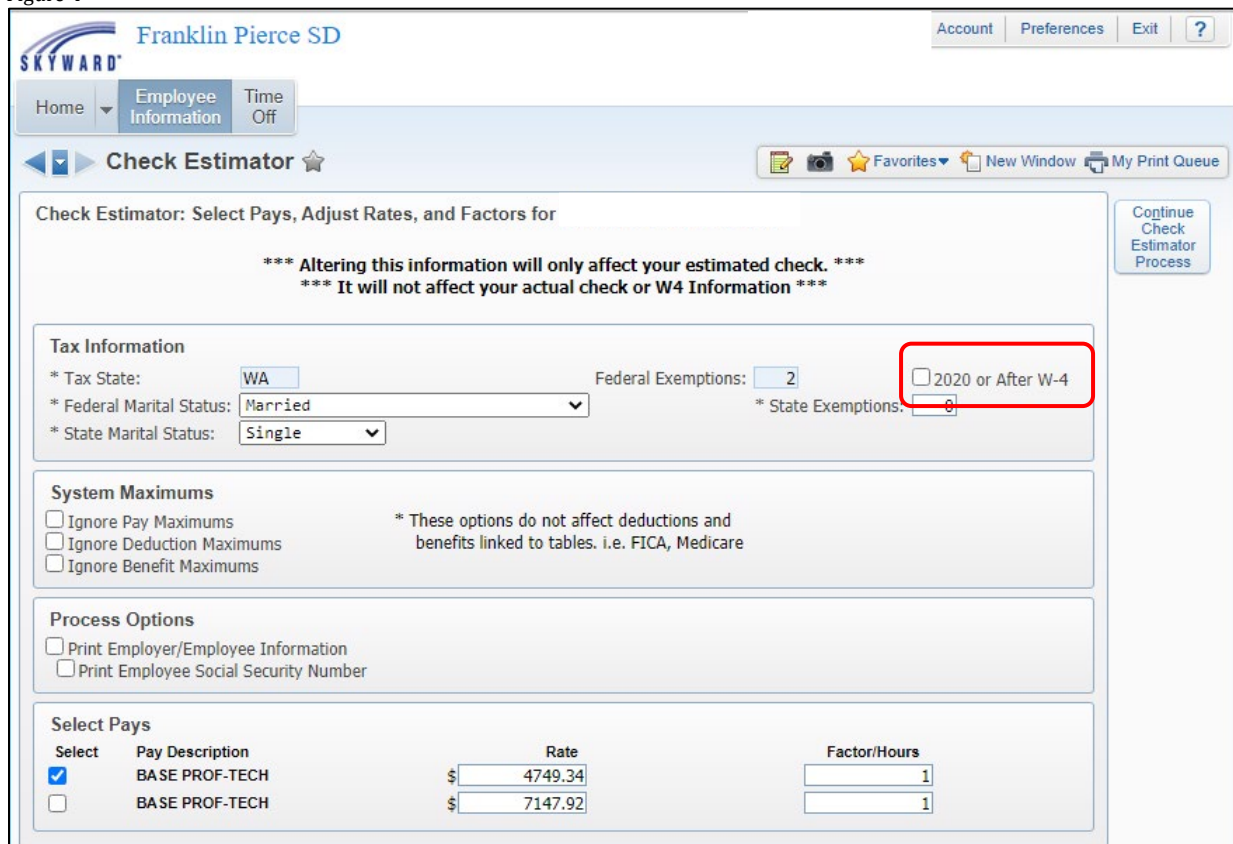 Franklin Pierce SD
Account Preferences Exit ?
SKYWARD
Home Employee Information Time Off
Check Estimator
Favorites New Window My Print Queue
Check Estimator: Select Pays, Adjust Rates, and Factors for
Continue Check Estimator Process
*** Altering this information will only affect your estimated check. ***
*** It will not affect your actual check or W4 Information ***
Tax Information
* Tax State: WA Federal Exemptions: 2 2020 or After W-4
* Federal Marital Status: Married * State Exemptions: 0
* State Marital Status: Single
System Maximums
Ignore Pay Maximums * These options do not affect deductions and
Ignore Deduction Maximums benefits linked to tables. i.e. FICA, Medicare
Ignore Benefit Maximums
Process Options
Print Employer/Employee Information
Print Employee Social Security Number
Select Pays
Select Pay Description Rate Factor/Hours
BASE PROF-TECH $ 4749.34 1
BASE PROF-TECH $ 7147.92 1